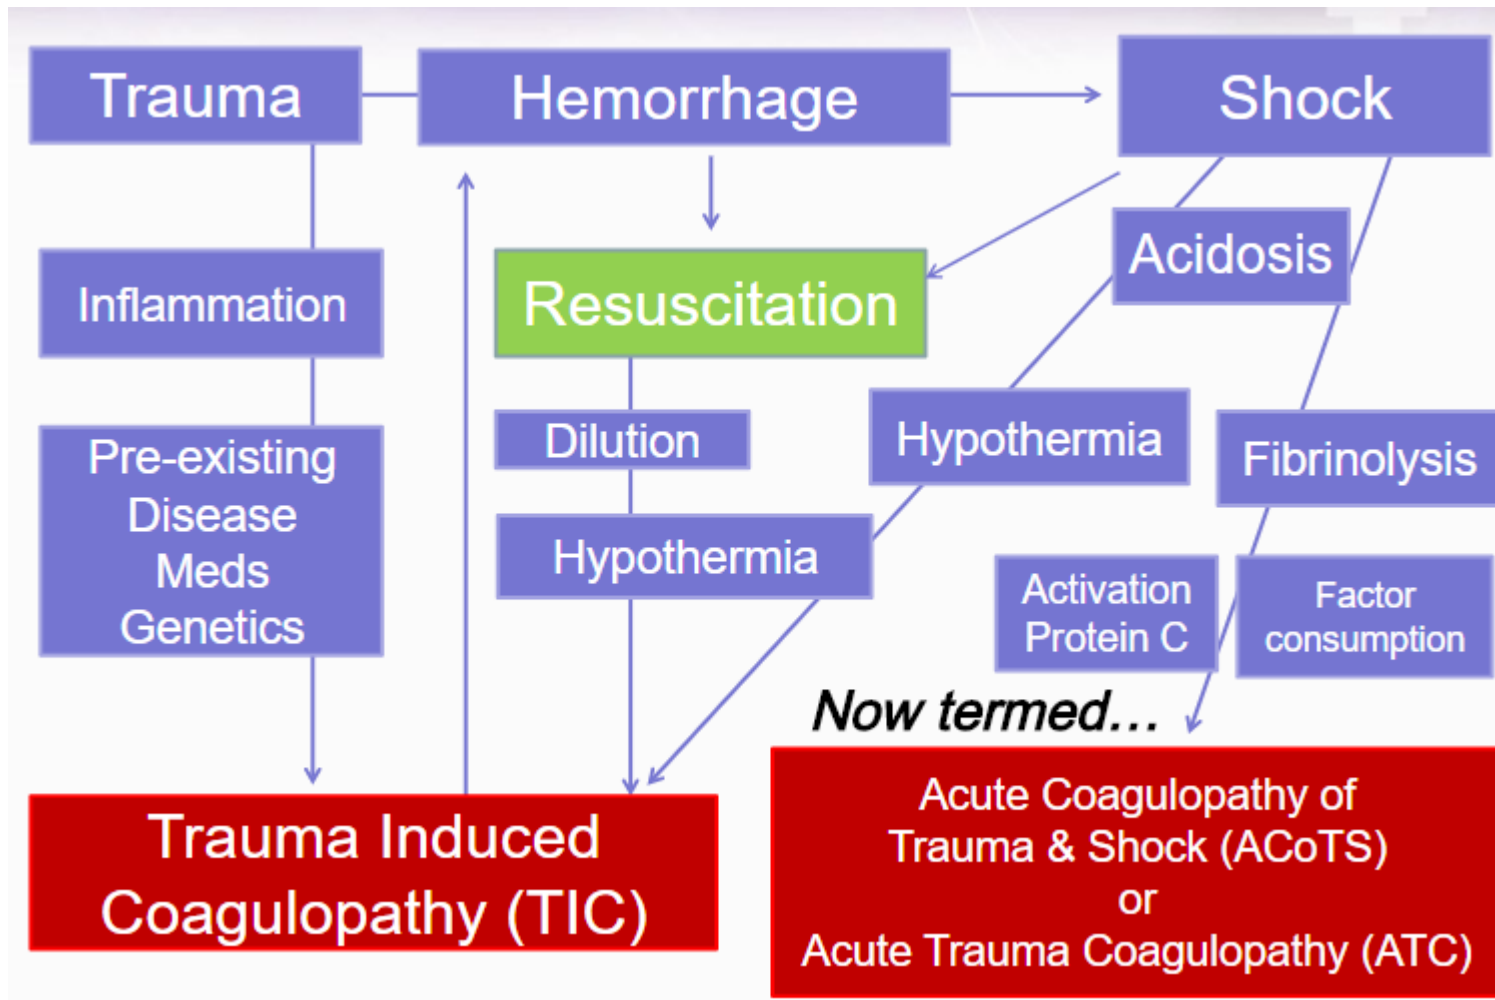 Trauma
Hemorrhage
Shock
Inflammation
Resuscitation
Acidosis
Pre-existing
Disease
Meds
Genetics
Dilution
Hypothermia
Hypothermia
Fibrinolysis
Activation
Protein C
Factor
consumption
Now termed...
Trauma Induced
Coagulopathy (TIC)
Acute Coagulopathy of
Trauma & Shock (ACoTS)
or
Acute Trauma Coagulopathy (ATC)